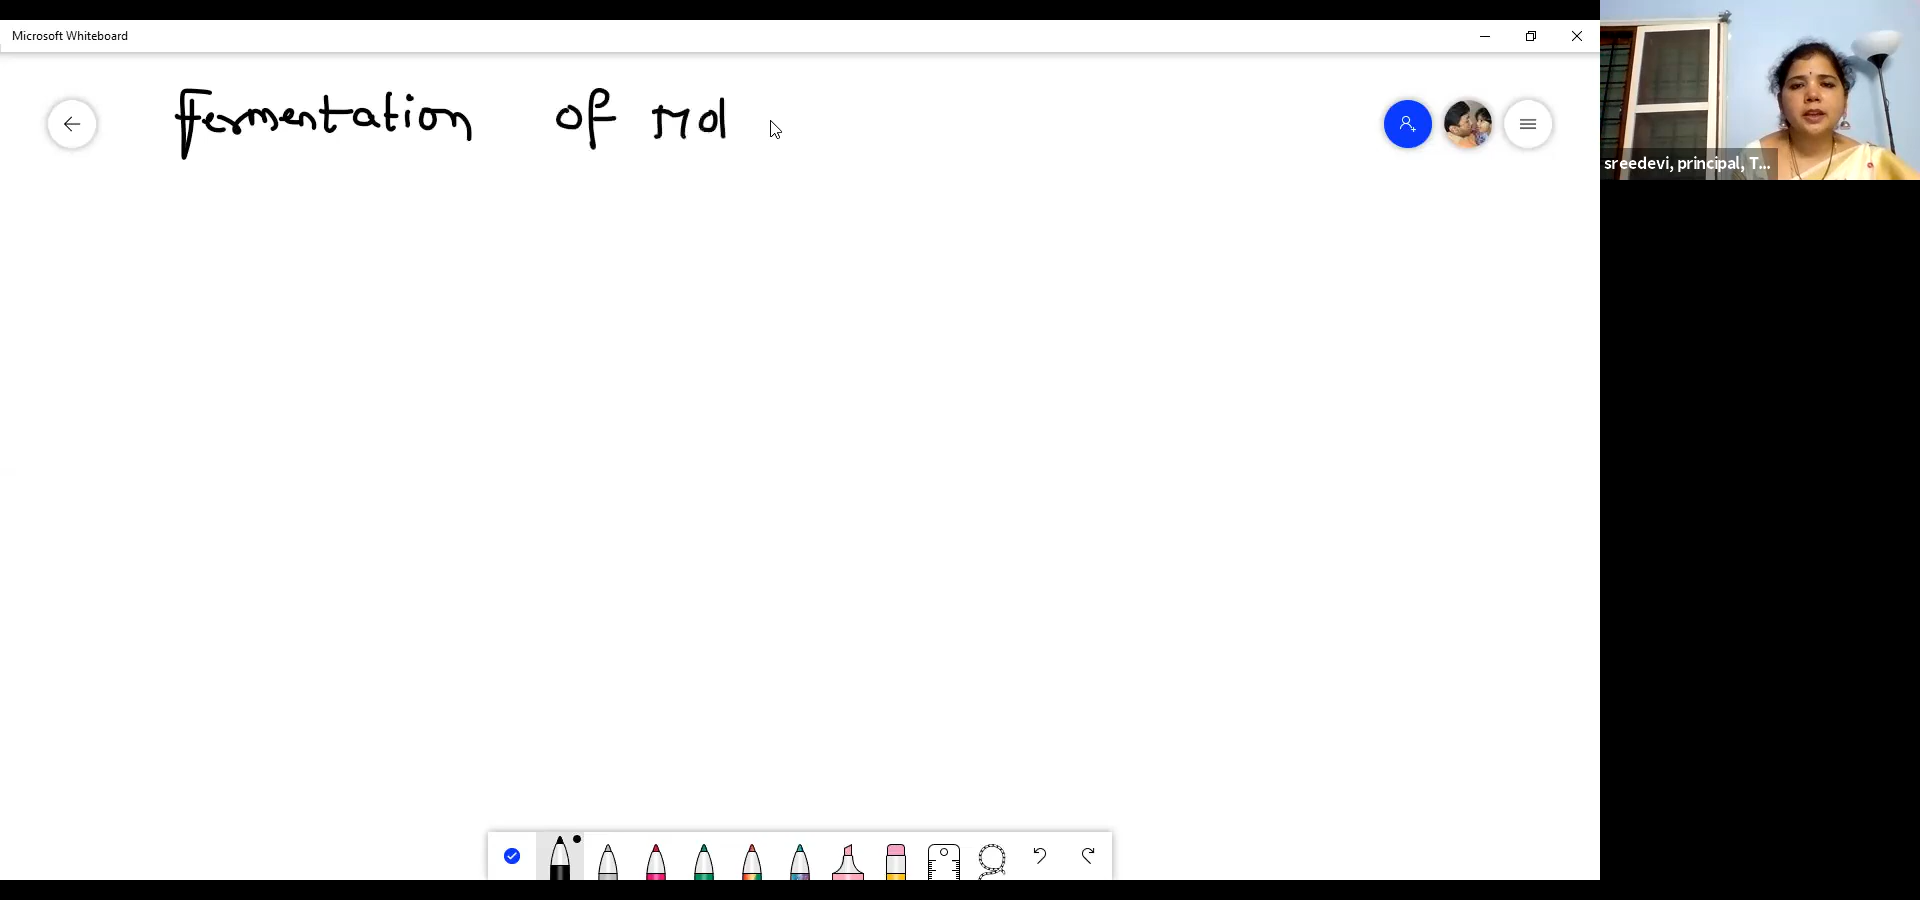 Microsoft Whiteboard
Fermentation of Mol
sreedevi, principal, T...